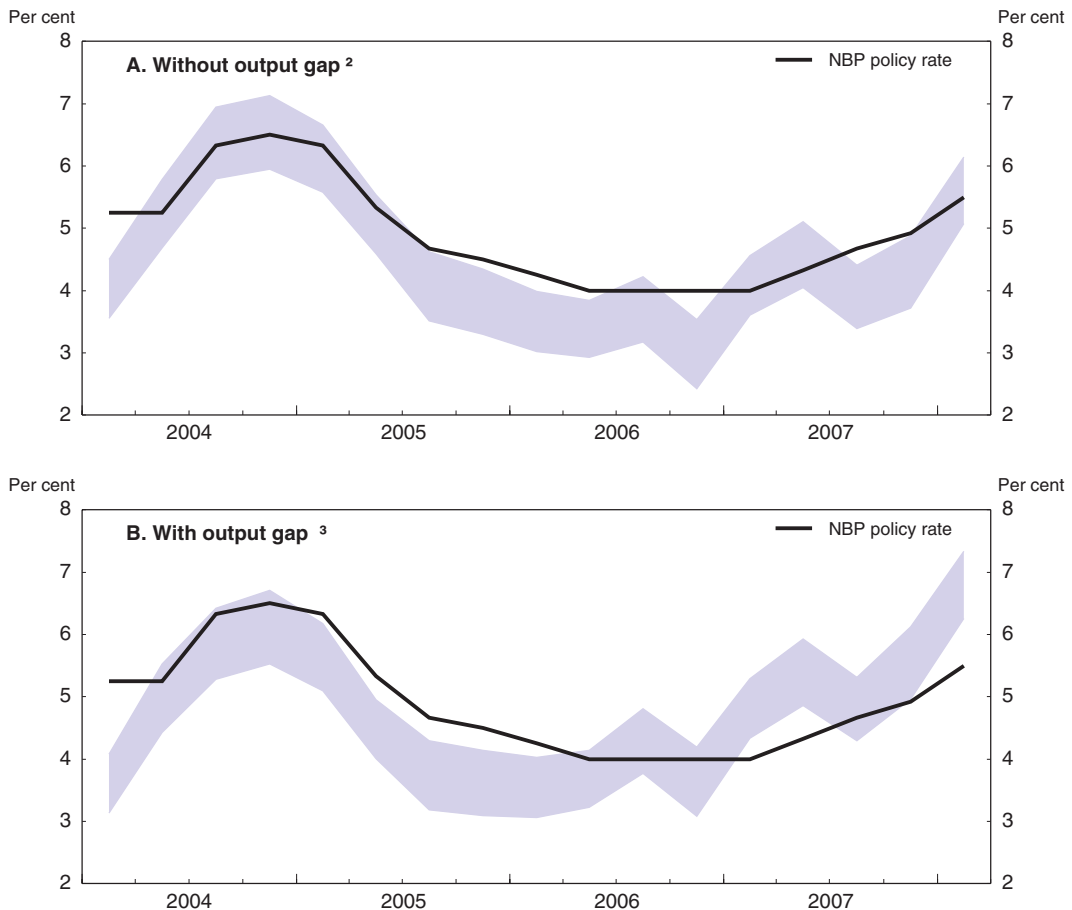 Per cent Per cent
8 8
A. Without output gap ² NBP policy rate
7 7
6 6
5 5
4 4
3 3
2 2
2004 2005 2006 2007
Per cent Per cent
8 8
B. With output gap ³ NBP policy rate
7 7
6 6
5 5
4 4
3 3
2 2
2004 2005 2006 2007